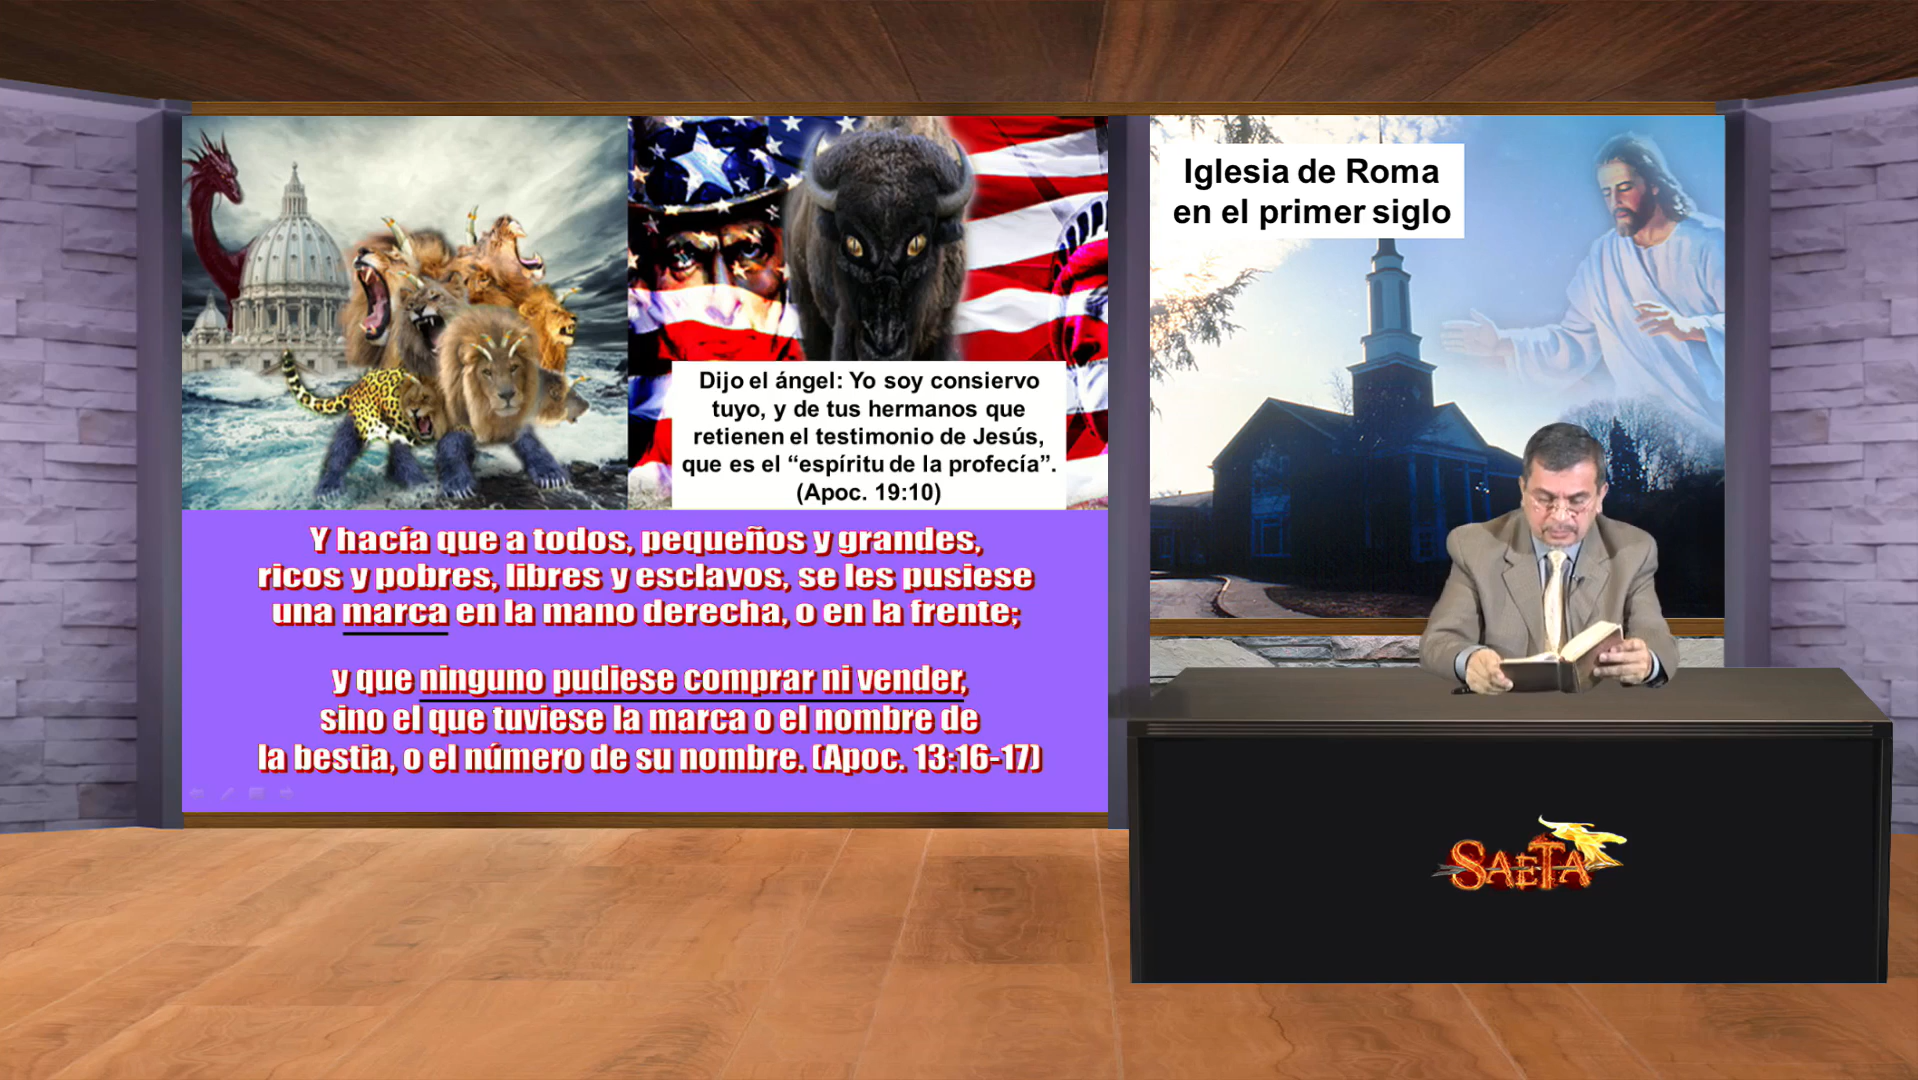 Dijo el ángel: Yo soy consiervo
tuyo, y de tus hermanos que
retienen el testimonio de Jesús,
que es el “espíritu de la profecía”.
(Apoc. 19:10)
Y hacía que a todos, pequeños y grandes,
ricos y pobres, libres y esclavos, se les pusiese
una marca en la mano derecha, o en la frente;
y que ninguno pudiese comprar ni vender,
sino el que tuviese la marca o el nombre de
la bestia, o el número de su nombre. (Apoc. 13:16-17)
Iglesia de Roma
en el primer siglo
SAETA